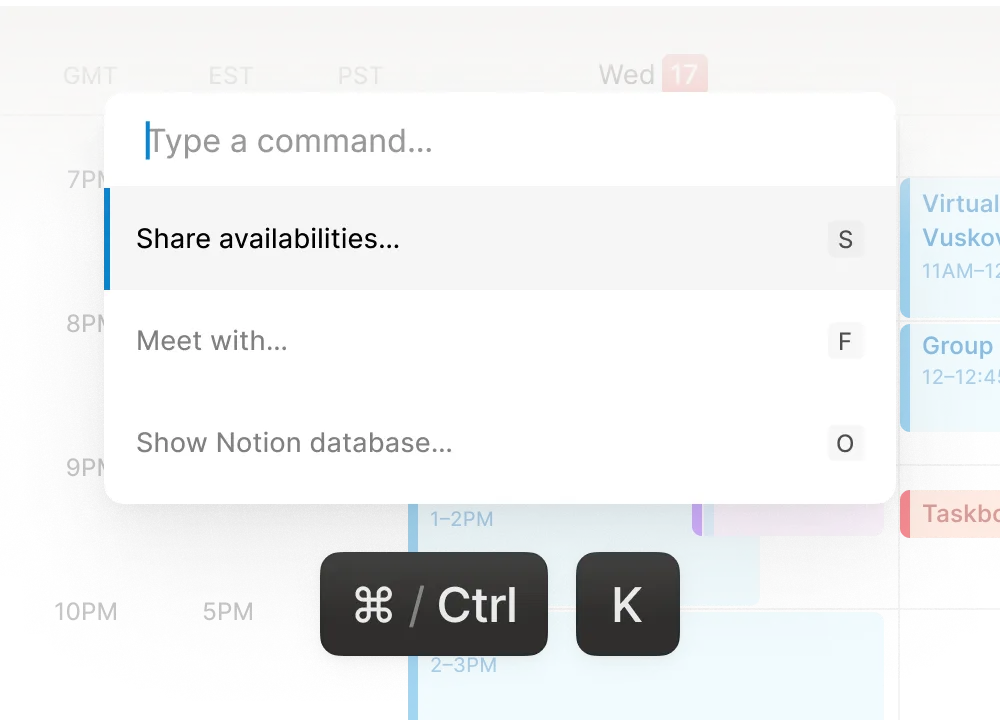 GMT EST PST Wed 17
Type a command...
7PM
Share availabilities... S
Virtual
Vuskov
11AM–12
8PM
Meet with... F
Group
12–12:45
Show Notion database... O
9PM
1–2PM
Taskbo
⌘ / Ctrl K
10PM 5PM
2–3PM